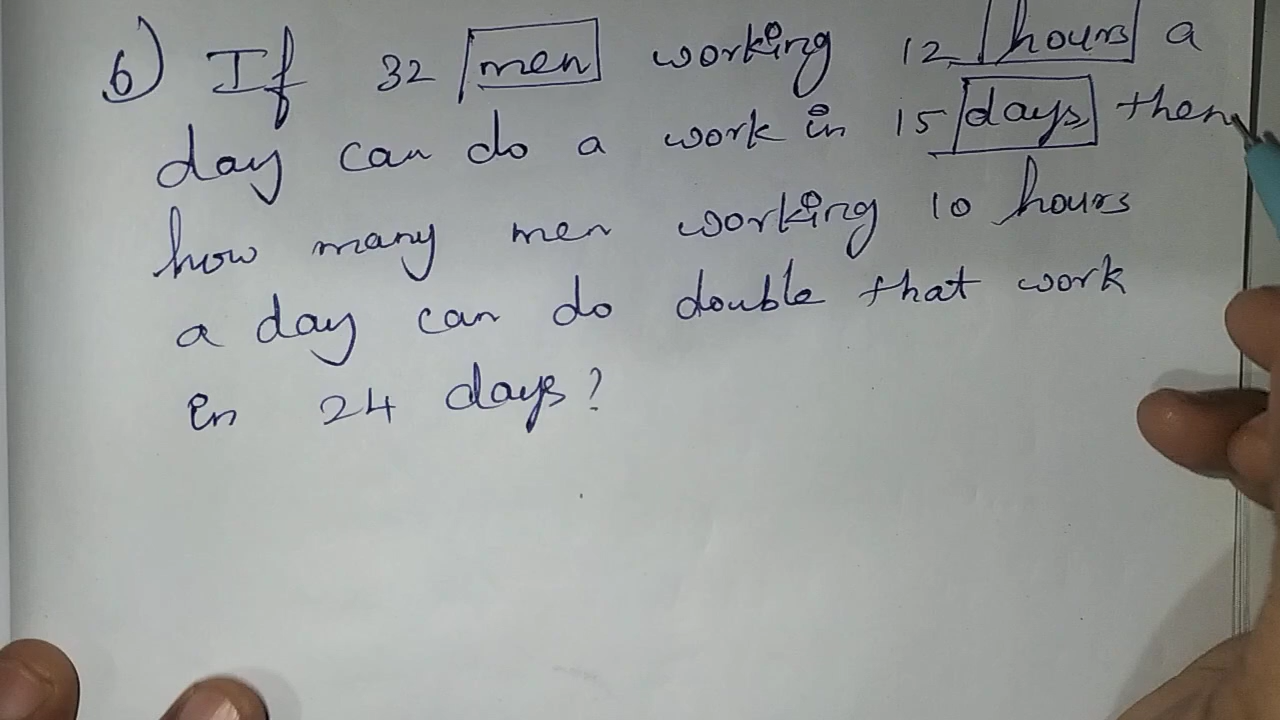 6) If 32 men working 12 hours a
day can do a work in 15 days then
how many men working 10 hours
a day can do double that work
in 24 days?